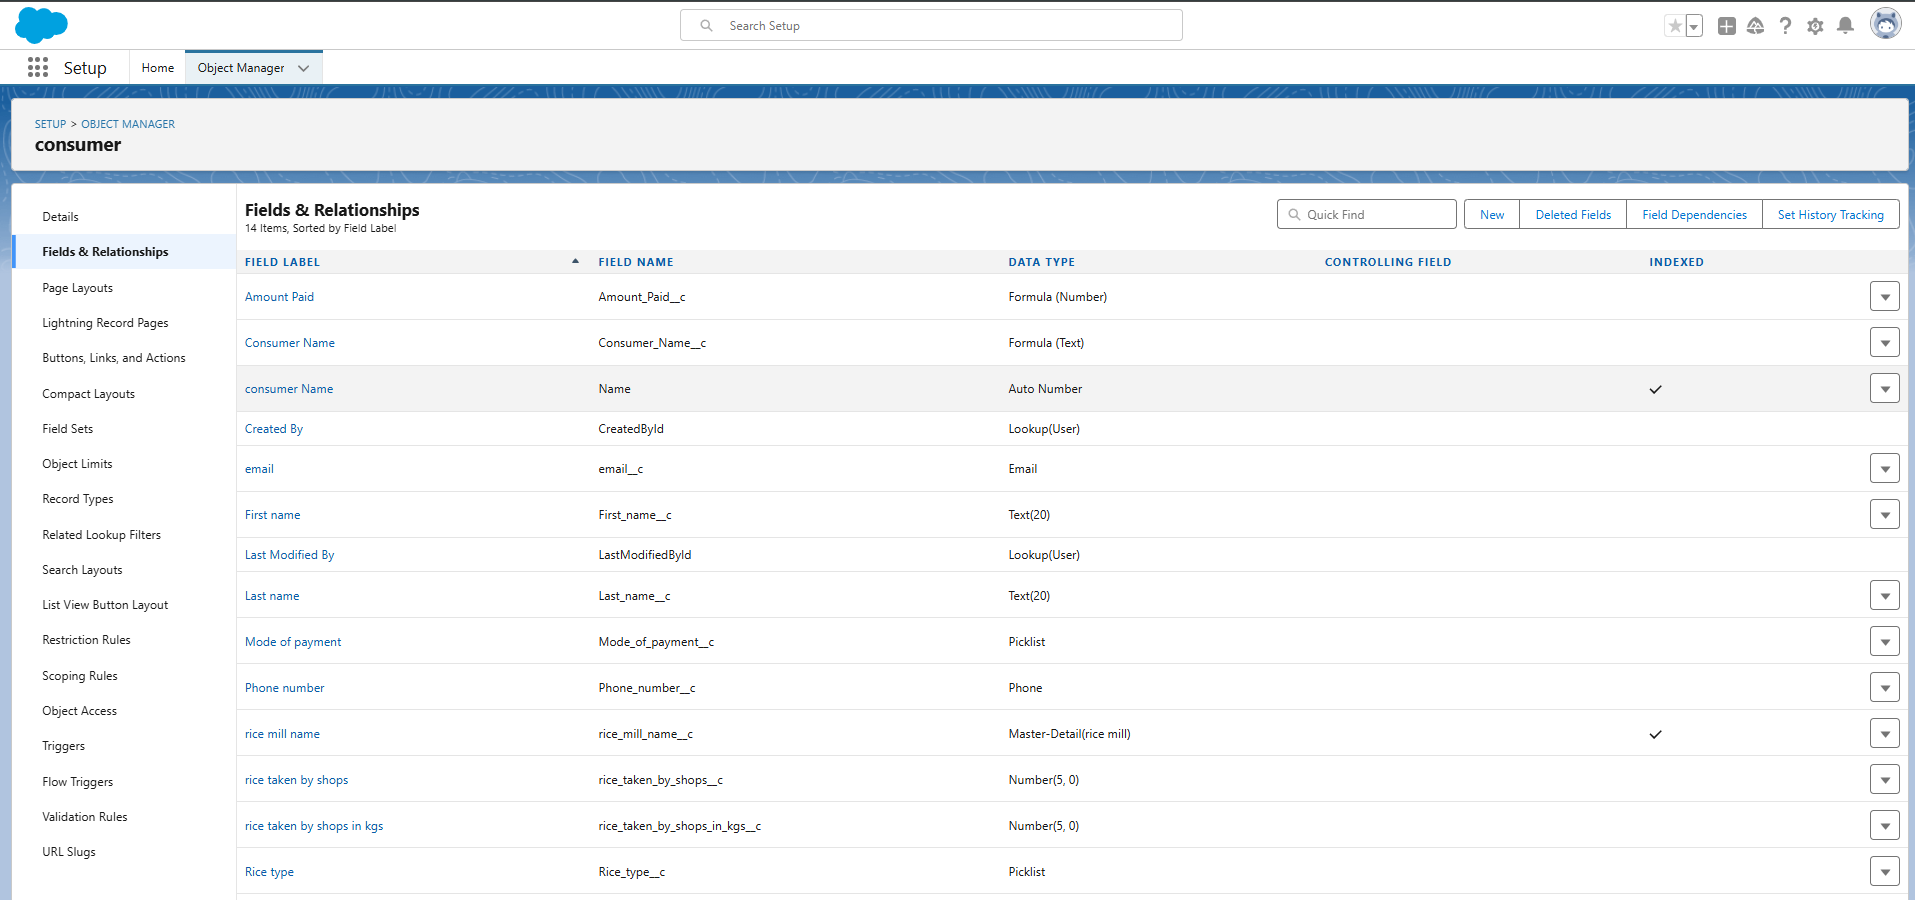 Search Setup
Setup
Home
Object Manager
SETUP > OBJECT MANAGER
consumer
Details
Fields & Relationships
Page Layouts
Lightning Record Pages
Buttons, Links, and Actions
Compact Layouts
Field Sets
Object Limits
Record Types
Related Lookup Filters
Search Layouts
List View Button Layout
Restriction Rules
Scoping Rules
Object Access
Triggers
Flow Triggers
Validation Rules
URL Slugs
Fields & Relationships
14 Items, Sorted by Field Label
Quick Find
New
Deleted Fields
Field Dependencies
Set History Tracking
FIELD LABEL FIELD NAME DATA TYPE CONTROLLING FIELD INDEXED
Amount Paid Amount_Paid__c Formula (Number)
Consumer Name Consumer_Name__c Formula (Text)
consumer Name Name Auto Number
Created By CreatedById Lookup(User)
email email__c Email
First name First_name__c Text(20)
Last Modified By LastModifiedById Lookup(User)
Last name Last_name__c Text(20)
Mode of payment Mode_of_payment__c Picklist
Phone number Phone_number__c Phone
rice mill name rice_mill_name__c Master-Detail(rice mill)
rice taken by shops rice_taken_by_shops__c Number(5, 0)
rice taken by shops in kgs rice_taken_by_shops_in_kgs__c Number(5, 0)
Rice type Rice_type__c Picklist